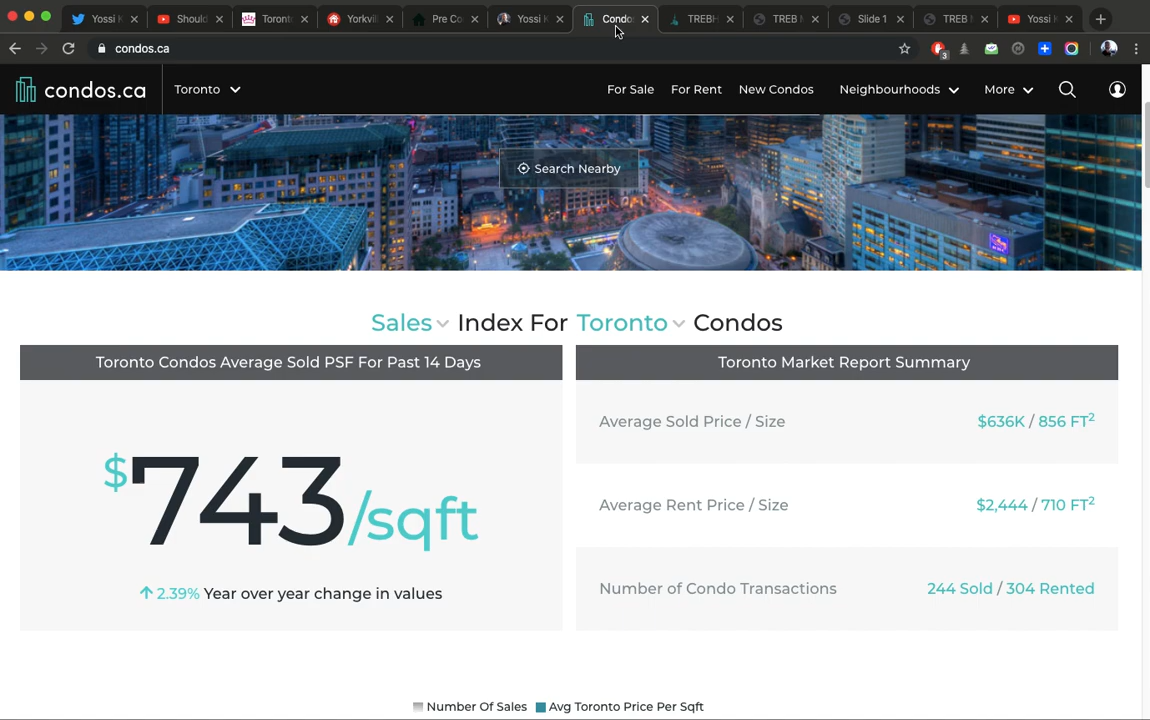 Yossi K
Should
Toront
Yorkvill
Pre Co
Yossi K
Condo
TREBH
TREB M
Slide 1
TREB M
Yossi K
condos.ca
3
condos.ca
Toronto
For Sale
For Rent
New Condos
Neighbourhoods
More
Search Nearby
Sales Index For Toronto Condos
Toronto Condos Average Sold PSF For Past 14 Days
$743/sqft
2.39% Year over year change in values
Toronto Market Report Summary
Average Sold Price / Size $636K / 856 FT²
Average Rent Price / Size $2,444 / 710 FT²
Number of Condo Transactions 244 Sold / 304 Rented
Number Of Sales Avg Toronto Price Per Sqft